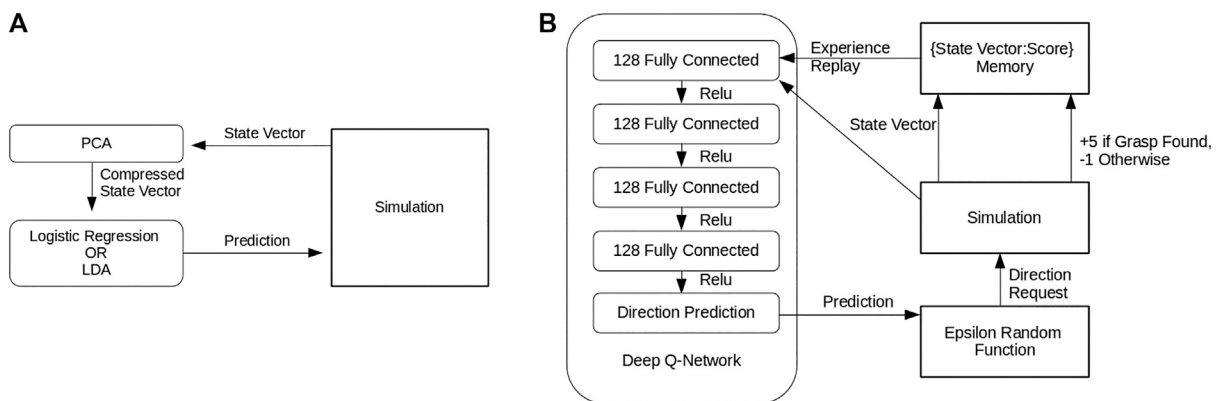 A
PCA
State Vector
Compressed
State Vector
Simulation
Logistic Regression
OR
LDA
Prediction
B
128 Fully Connected
Relu
128 Fully Connected
Relu
128 Fully Connected
Relu
128 Fully Connected
Relu
Direction Prediction
Deep Q-Network
Experience
Replay
{State Vector:Score}
Memory
State Vector
+5 if Grasp Found,
-1 Otherwise
Simulation
Direction
Request
Prediction
Epsilon Random
Function